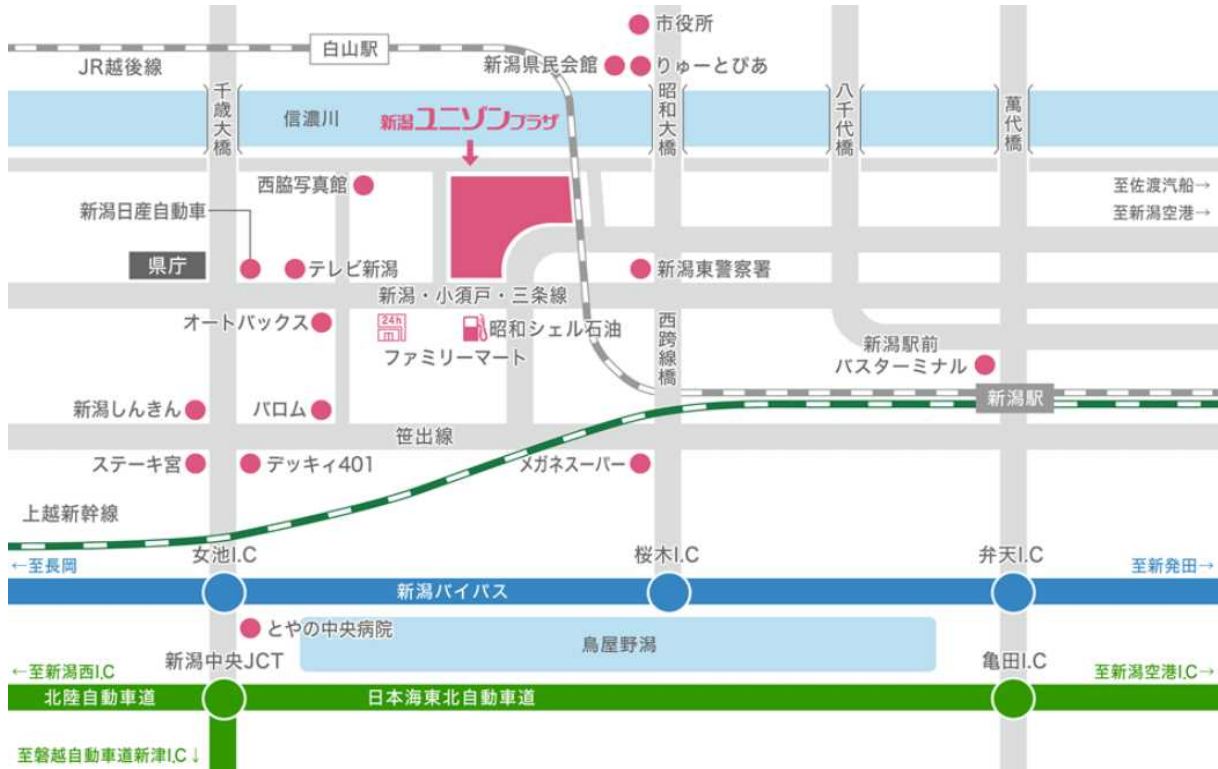 市役所
白山駅
JR越後線
新潟県民会館
りゅーとぴあ
千歳大橋
信濃川
新潟ユニゾンプラザ
昭和大橋
八千代橋
萬代橋
西脇写真館
至佐渡汽船→
新潟日産自動車
至新潟空港→
県庁
テレビ新潟
新潟東警察署
新潟・小須戸・三条線
オートバックス
24h
昭和シェル石油
ファミリーマート
西跨線橋
新潟駅前
バスターミナル
新潟駅
新潟しんきん
パロム
笹出線
ステーキ宮
デッキィ401
メガネスーパー
上越新幹線
女池I.C
桜木I.C
弁天I.C
←至長岡
新潟バイパス
至新発田→
とやの中央病院
鳥屋野潟
新潟中央JCT
亀田I.C
←至新潟西I.C
至新潟空港I.C→
北陸自動車道
日本海東北自動車道
至磐越自動車道新津I.C↓